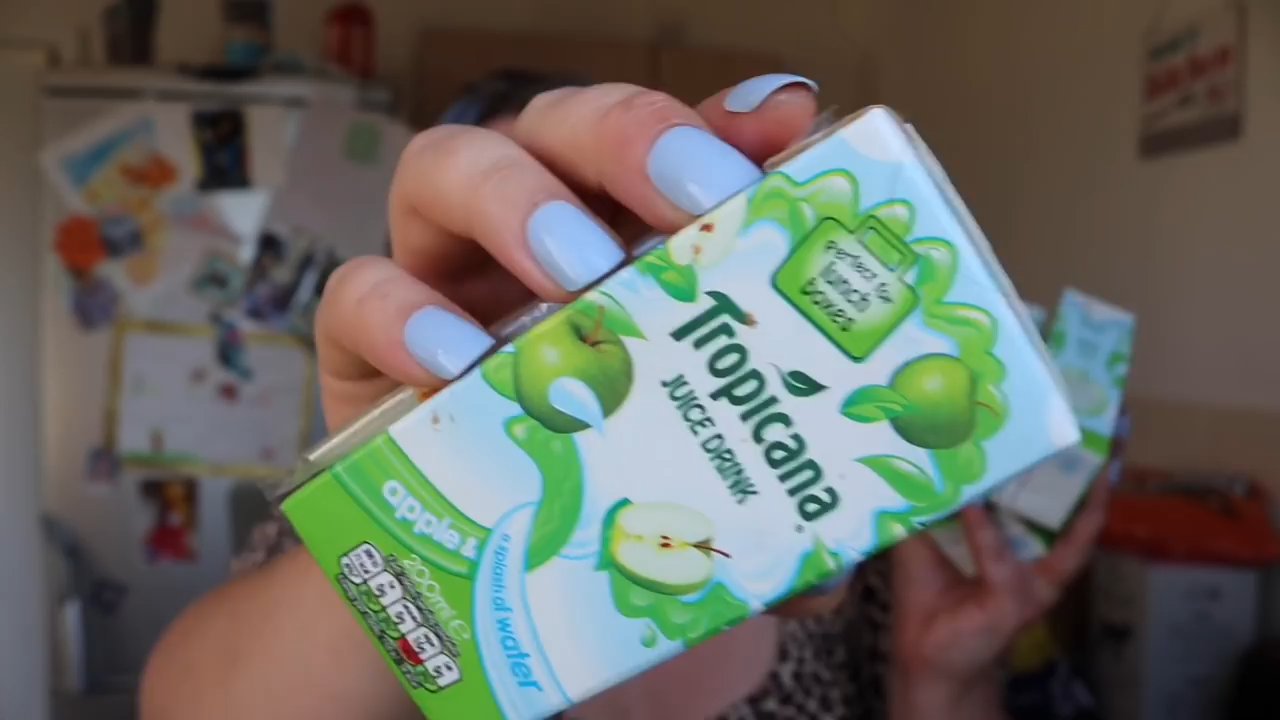 Perfect for
lunch
boxes
Tropicana
JUICE DRINK
apple &
a splash of water
200ml e